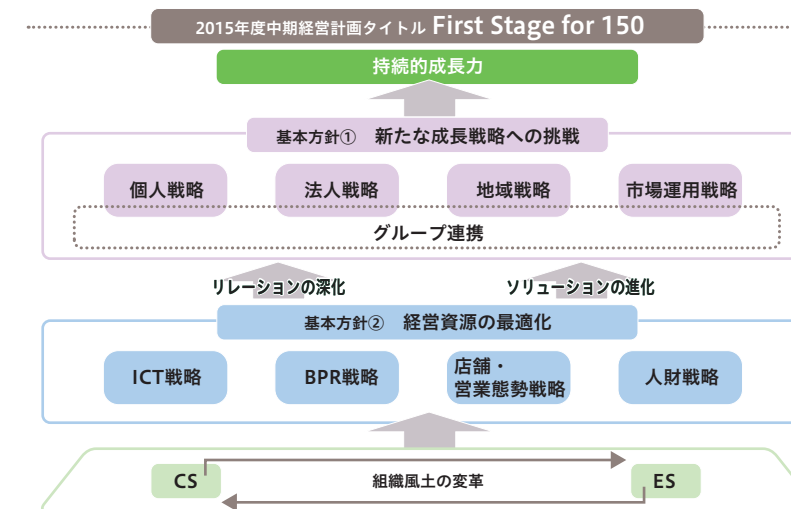 2015年度中期経営計画タイトル First Stage for 150
持続的成長力
基本方針① 新たな成長戦略への挑戦
個人戦略
法人戦略
地域戦略
市場運用戦略
グループ連携
リレーションの深化
ソリューションの進化
基本方針② 経営資源の最適化
ICT戦略
BPR戦略
店舗・
営業態勢戦略
人財戦略
CS
組織風土の変革
ES